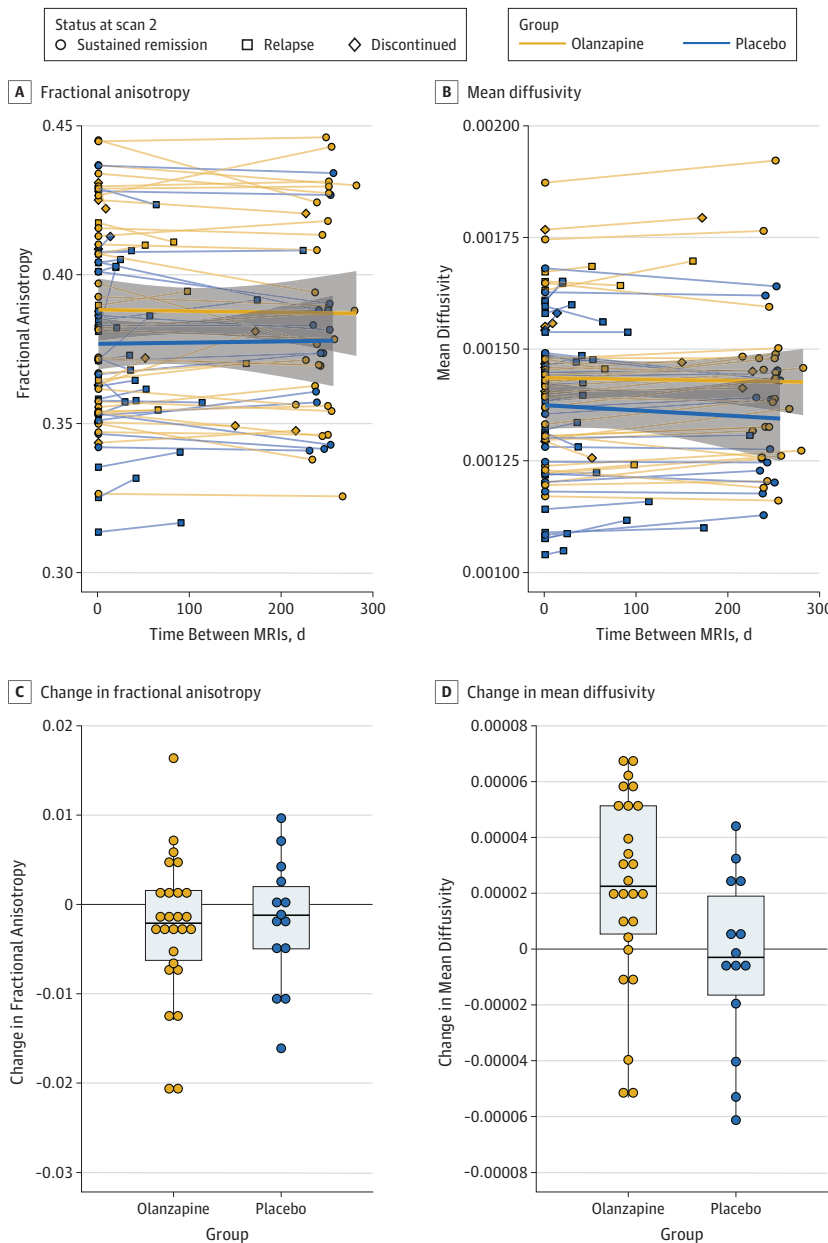 Status at scan 2
Sustained remission Relapse Discontinued
Group
Olanzapine Placebo
A Fractional anisotropy
0.45
0.40
0.35
0.30
Fractional Anisotropy
0 100 200 300
Time Between MRIs, d
B Mean diffusivity
0.00200
0.00175
0.00150
0.00125
0.00100
Mean Diffusivity
0 100 200 300
Time Between MRIs, d
C Change in fractional anisotropy
0.02
0.01
0
-0.01
-0.02
-0.03
Change in Fractional Anisotropy
Olanzapine Placebo
Group
D Change in mean diffusivity
0.00008
0.00006
0.00004
0.00002
0
-0.00002
-0.00004
-0.00006
-0.00008
Change in Mean Diffusivity
Olanzapine Placebo
Group